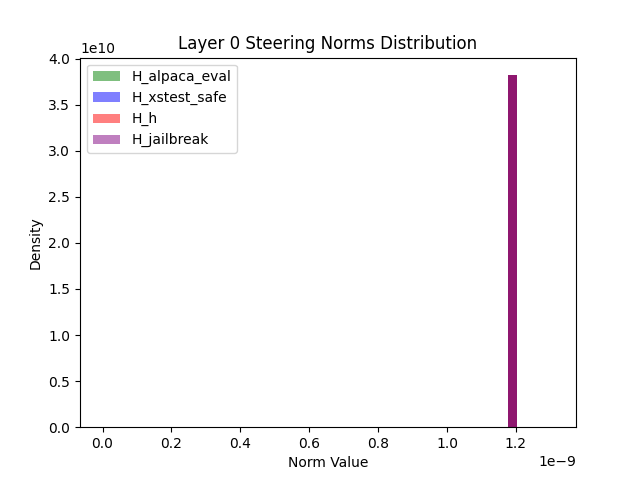 Layer 0 Steering Norms Distribution
1e10
4.0
3.5
3.0
2.5
2.0
1.5
1.0
0.5
0.0
Density
H_alpaca_eval
H_xstest_safe
H_h
H_jailbreak
0.0 0.2 0.4 0.6 0.8 1.0 1.2
1e−9
Norm Value